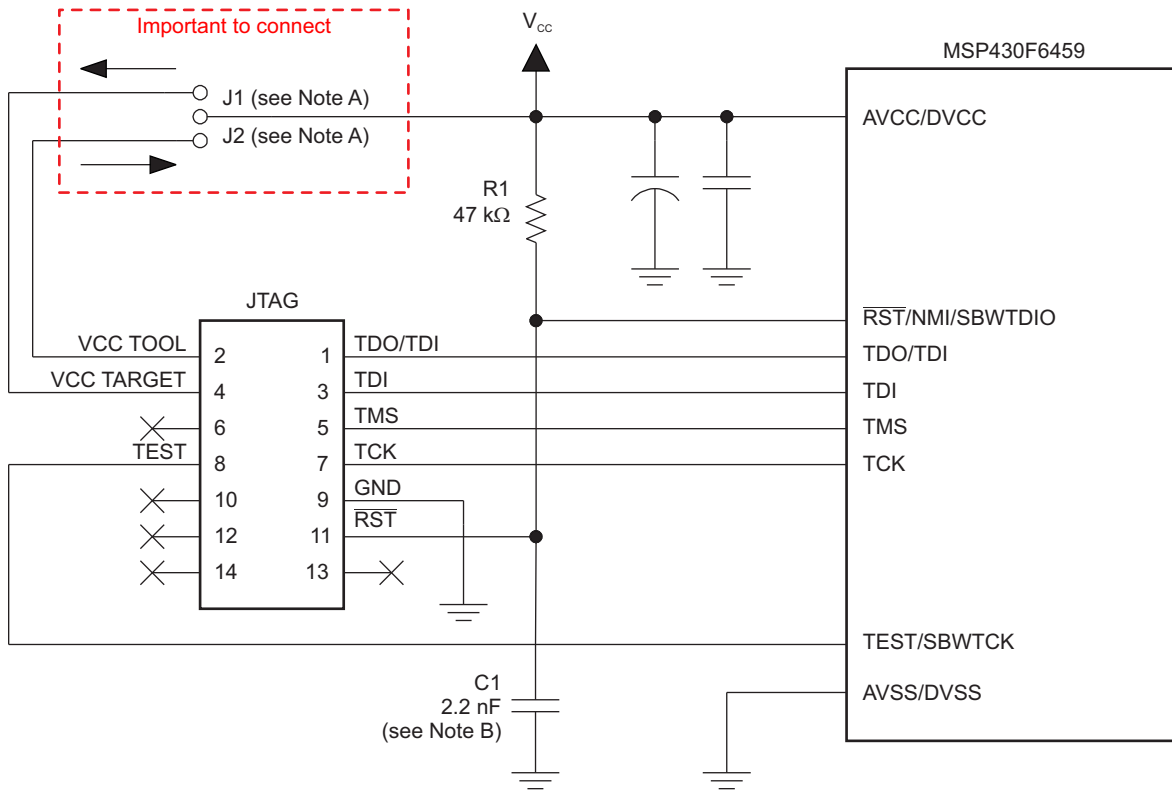 Important to connect
VCC
MSP430F6459
J1 (see Note A)
J2 (see Note A)
AVCC/DVCC
R1
47 kΩ
JTAG
RST/NMI/SBWTDIO
VCC TOOL 2 1 TDO/TDI TDO/TDI
VCC TARGET 4 3 TDI TDI
6 5 TMS TMS
TEST 8 7 TCK TCK
10 9 GND
12 11 RST
14 13
TEST/SBWTCK
C1
2.2 nF
(see Note B)
AVSS/DVSS